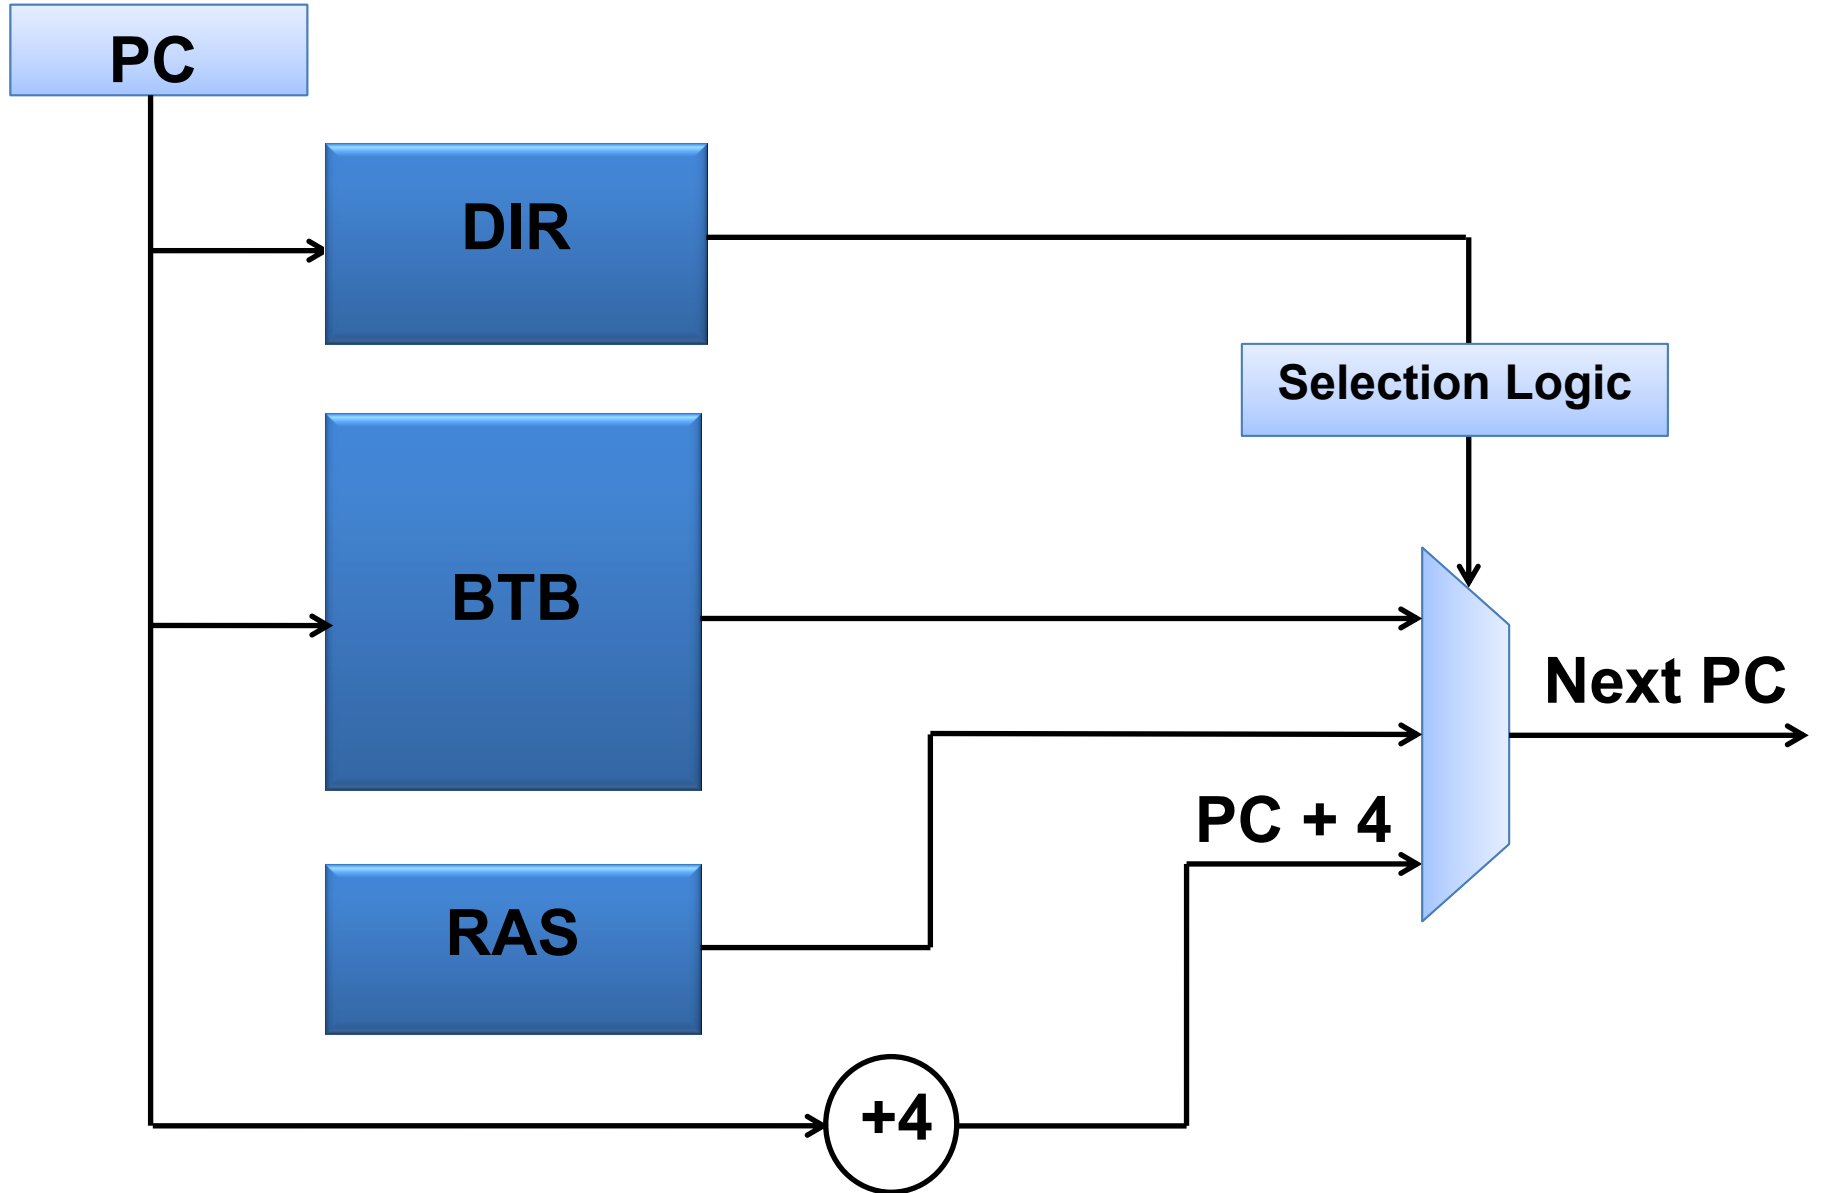 PC
DIR
Selection Logic
BTB
Next PC
PC + 4
RAS
+4